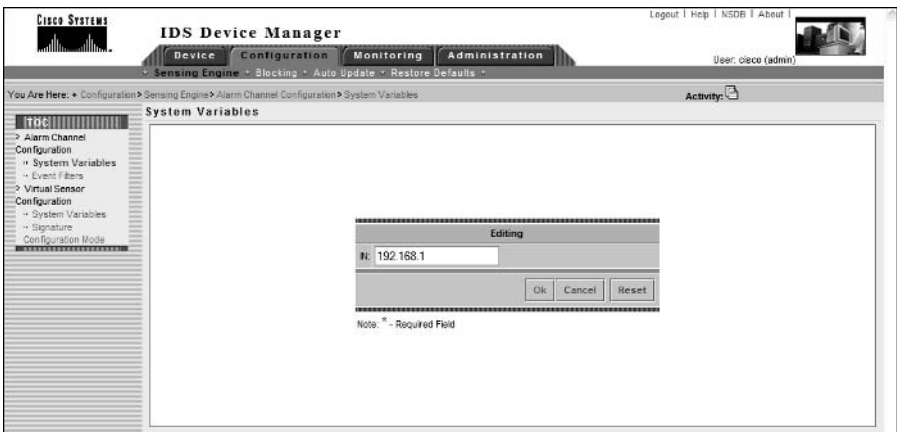 CISCO SYSTEMS
IDS Device Manager
Logout | Help | NSDB | About |
User: cisco (admin)
Device Configuration Monitoring Administration
Sensing Engine Blocking Auto Update Restore Defaults
You Are Here: Configuration > Sensing Engine > Alarm Channel Configuration > System Variables
Activity:
TOC
> Alarm Channel
Configuration
System Variables
Event Filters
> Virtual Sensor
Configuration
System Variables
Signature
Configuration Mode
System Variables
Editing
IN: 192.168.1
Ok Cancel Reset
Note: * - Required Field